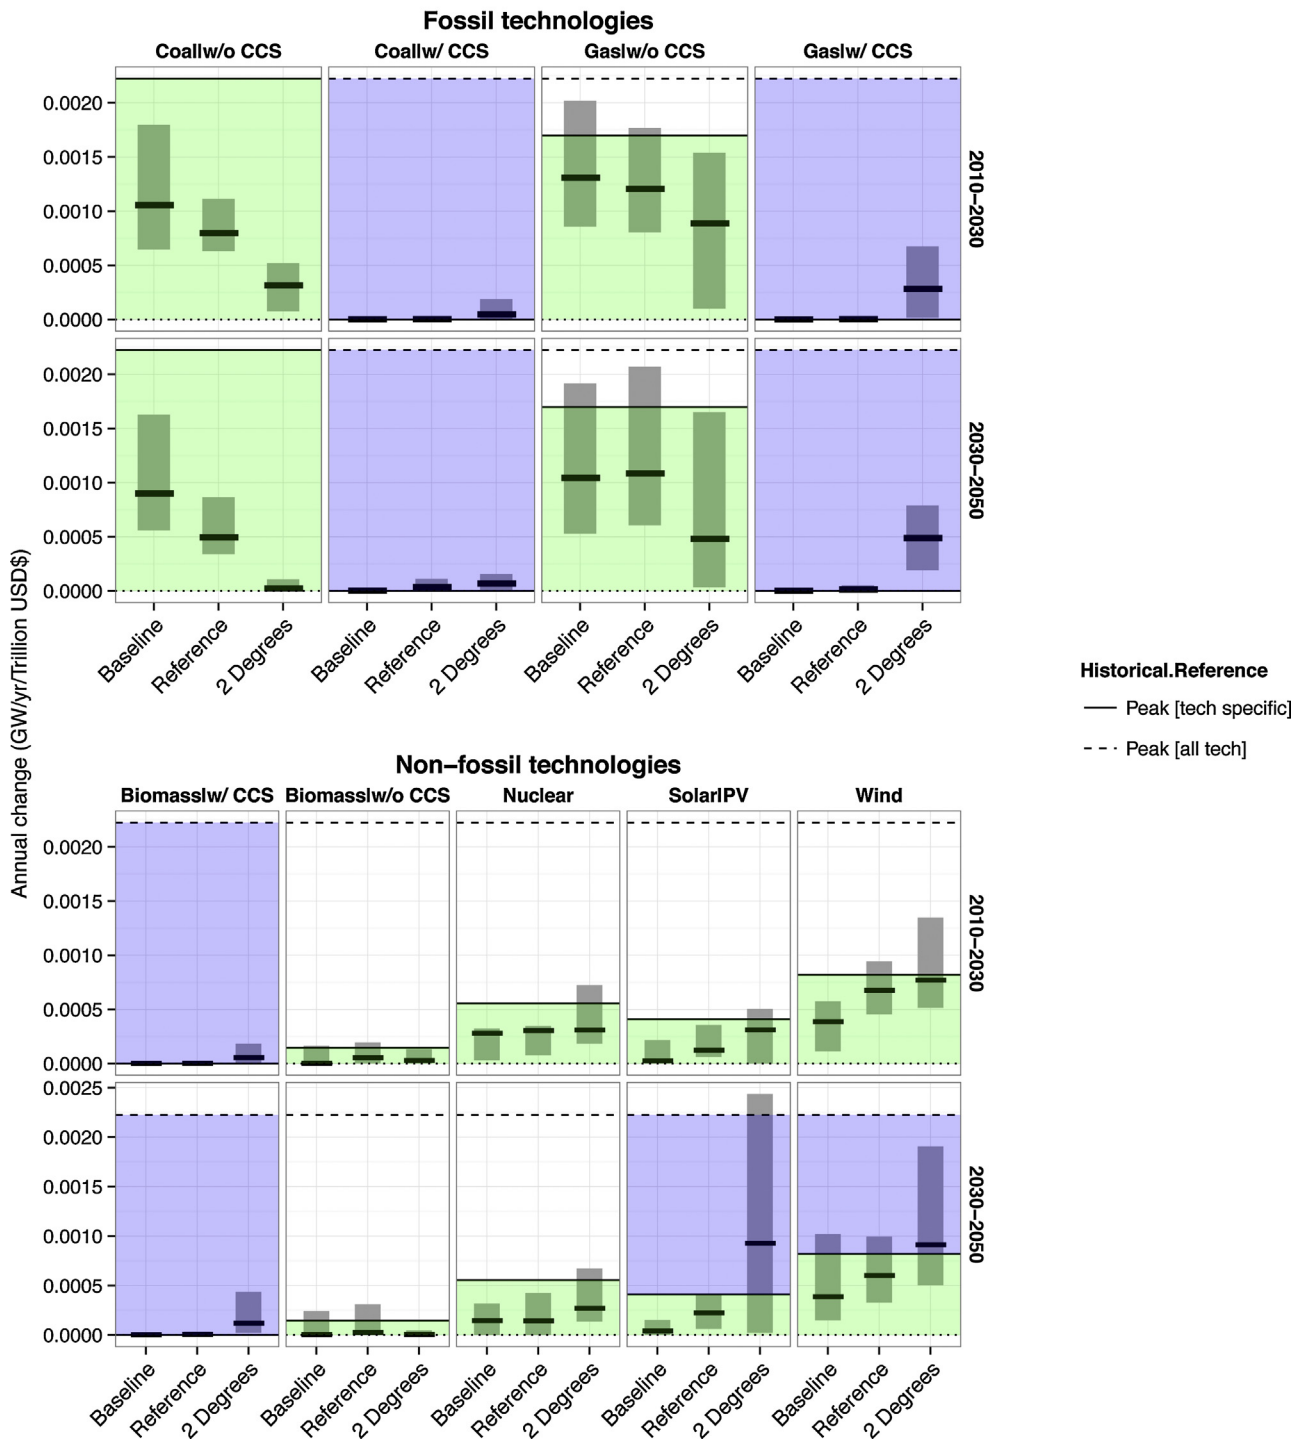 Fossil technologies
Coal|w/o CCS Coal|w/ CCS Gas|w/o CCS Gas|w/ CCS
0.0020
0.0015
0.0010
0.0005
0.0000
2010–2030
0.0020
0.0015
0.0010
0.0005
0.0000
2030–2050
Baseline Reference 2 Degrees Baseline Reference 2 Degrees Baseline Reference 2 Degrees Baseline Reference 2 Degrees
Annual change (GW/yr/Trillion USD$)
Historical.Reference
Peak [tech specific]
Peak [all tech]
Non–fossil technologies
Biomass|w/ CCS Biomass|w/o CCS Nuclear Solar|PV Wind
0.0020
0.0015
0.0010
0.0005
0.0000
2010–2030
0.0025
0.0020
0.0015
0.0010
0.0005
0.0000
2030–2050
Baseline Reference 2 Degrees Baseline Reference 2 Degrees Baseline Reference 2 Degrees Baseline Reference 2 Degrees Baseline Reference 2 Degrees